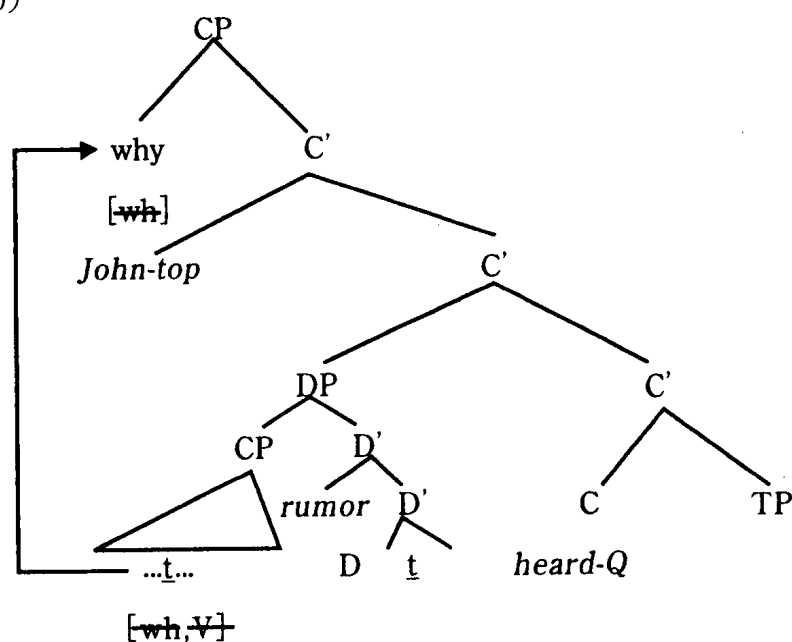 CP
why C'
[wh]
John-top C'
DP C'
CP D'
rumor D' C TP
...t... D t heard-Q
[wh,V]